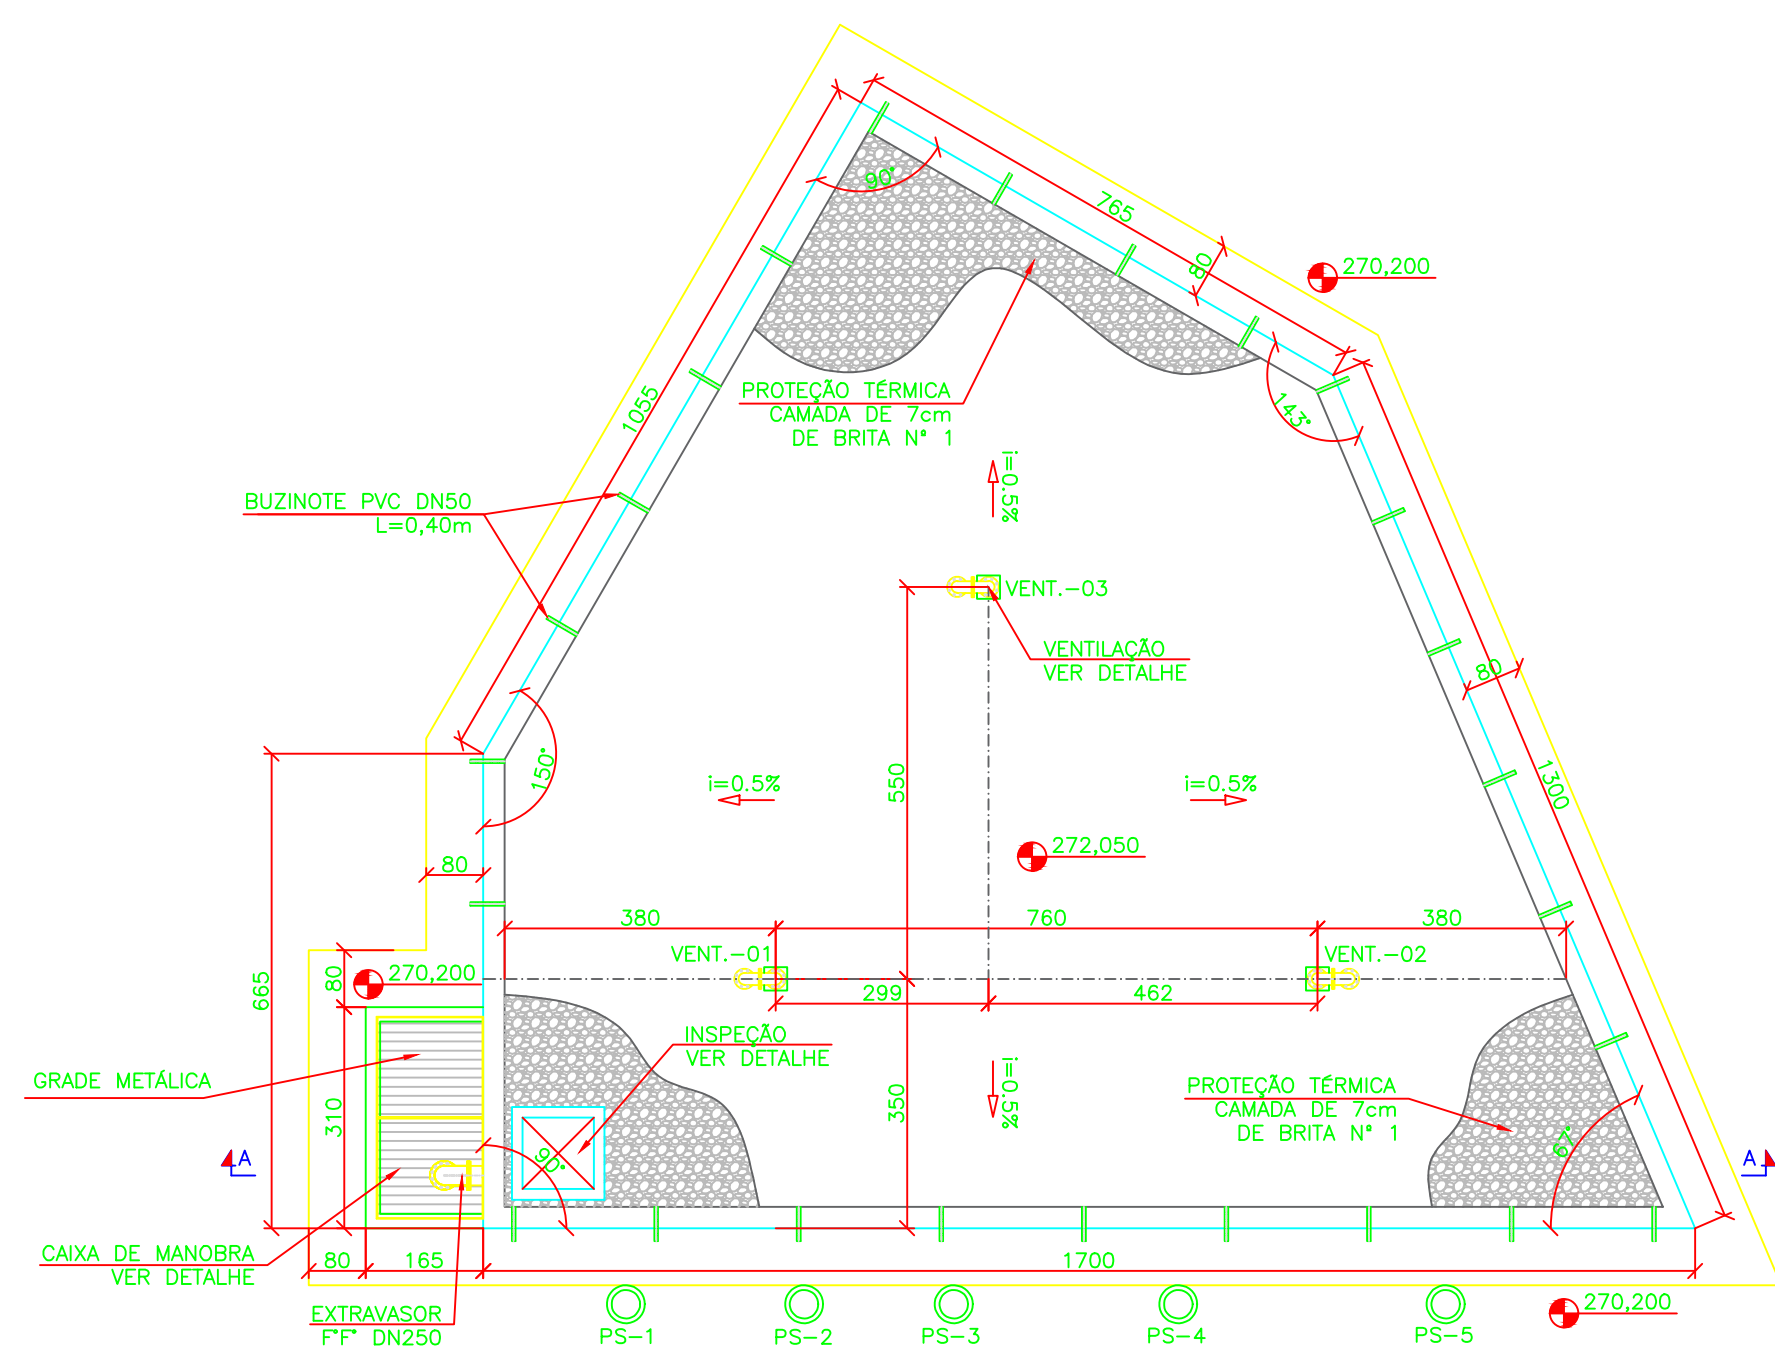 90°
765
80
270,200
1055
PROTEÇÃO TÉRMICA
CAMADA DE 7cm
DE BRITA N° 1
143°
BUZINOTE PVC DN50
L=0,40m
i=0.5%
VENT.-03
VENTILAÇÃO
VER DETALHE
80
150°
550
i=0.5%
i=0.5%
1300
272,050
80
380
760
380
VENT.-01
VENT.-02
270,200
80
665
299
462
INSPEÇÃO
VER DETALHE
GRADE METÁLICA
310
350
i=0.5%
PROTEÇÃO TÉRMICA
CAMADA DE 7cm
DE BRITA N° 1
67°
90°
A
A
CAIXA DE MANOBRA
VER DETALHE
80
165
1700
EXTRAVASOR
F°F° DN250
PS-1
PS-2
PS-3
PS-4
PS-5
270,200